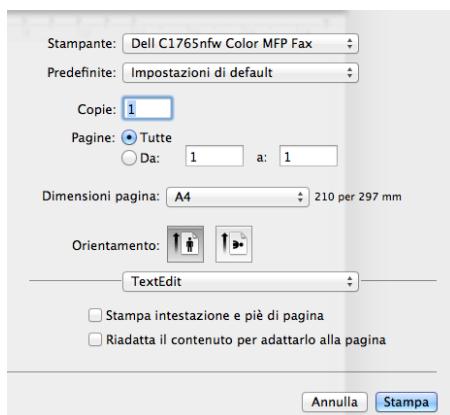 Stampante: Dell C1765nfw Color MFP Fax
Predefinite: Impostazioni di default
Copie: 1
Pagine: Tutte
Da: 1 a: 1
Dimensioni pagina: A4 210 per 297 mm
Orientamento:
TextEdit
Stampa intestazione e piè di pagina
Riadatta il contenuto per adattarlo alla pagina
Annulla Stampa